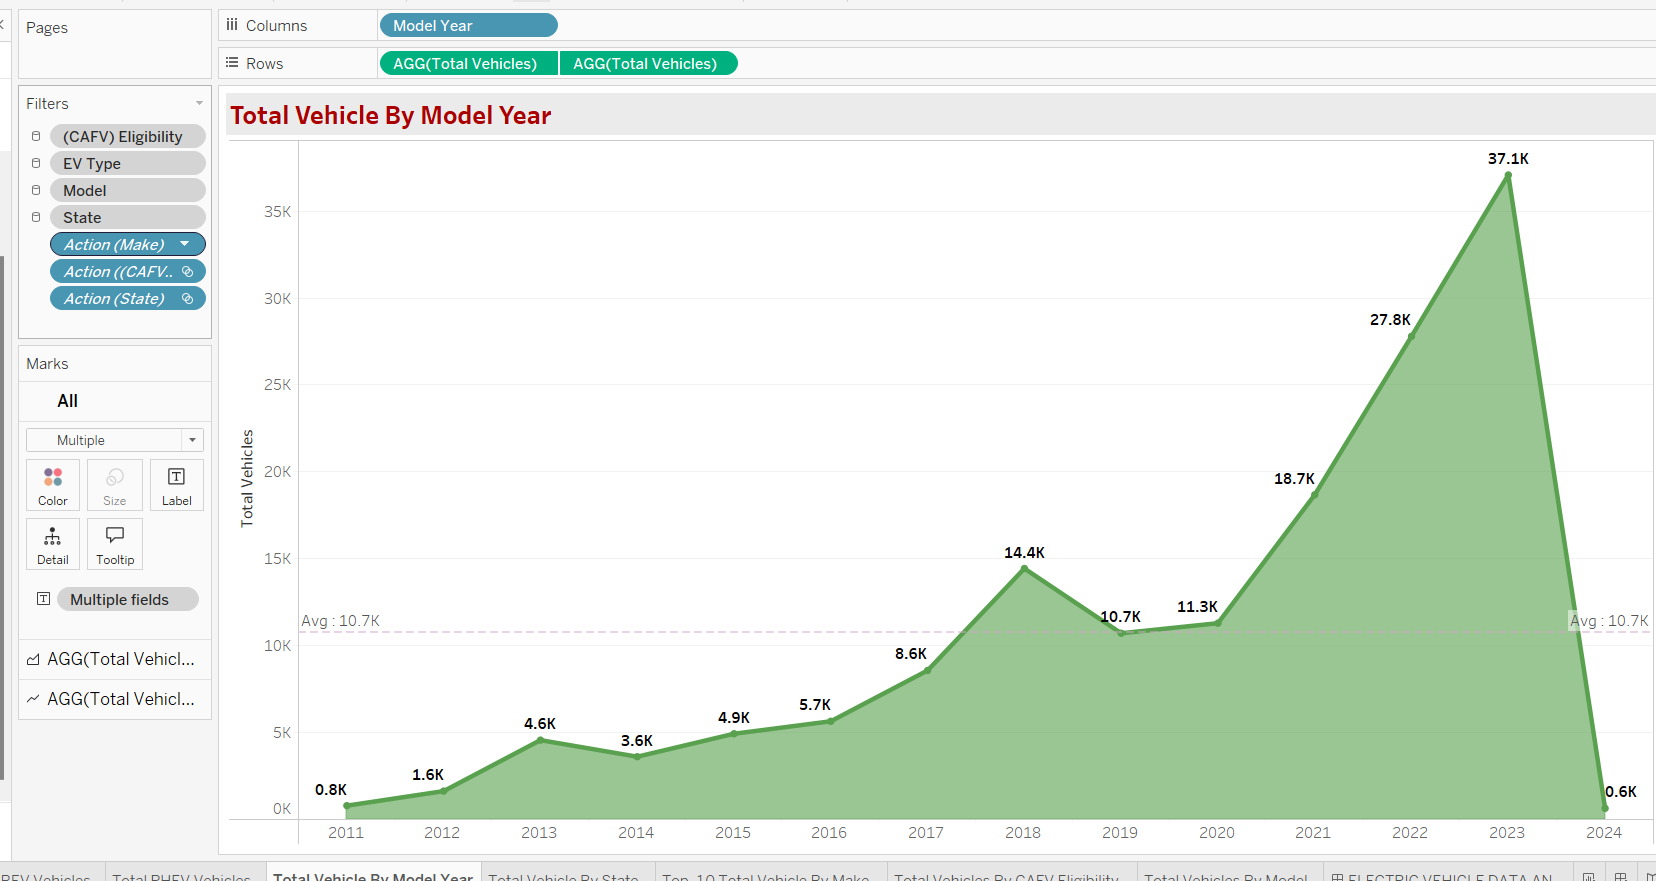 Pages
Columns
Model Year
Rows
AGG(Total Vehicles)
AGG(Total Vehicles)
Filters
(CAFV) Eligibility
EV Type
Model
State
Action (Make)
Action ((CAFV..
Action (State)
Marks
All
Multiple
Color
Size
Label
Detail
Tooltip
Multiple fields
AGG(Total Vehicl...
AGG(Total Vehicl...
Total Vehicle By Model Year
Total Vehicles
35K
30K
25K
20K
15K
10K
5K
0K
Avg : 10.7K
Avg : 10.7K
0.8K
1.6K
4.6K
3.6K
4.9K
5.7K
8.6K
14.4K
10.7K
11.3K
18.7K
27.8K
37.1K
0.6K
2011 2012 2013 2014 2015 2016 2017 2018 2019 2020 2021 2022 2023 2024
BEV Vehicles
Total PHEV Vehicles
Total Vehicle By Model Year
Total Vehicle By State
Top 10 Total Vehicle By Make
Total Vehicles By CAFV Eligibility
Total Vehicles By Model
ELECTRIC VEHICLE DATA AN...